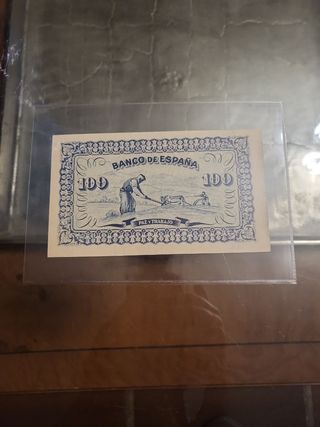 BANCO DE ESPAÑA
100 100
PAZ Y TRABAJO